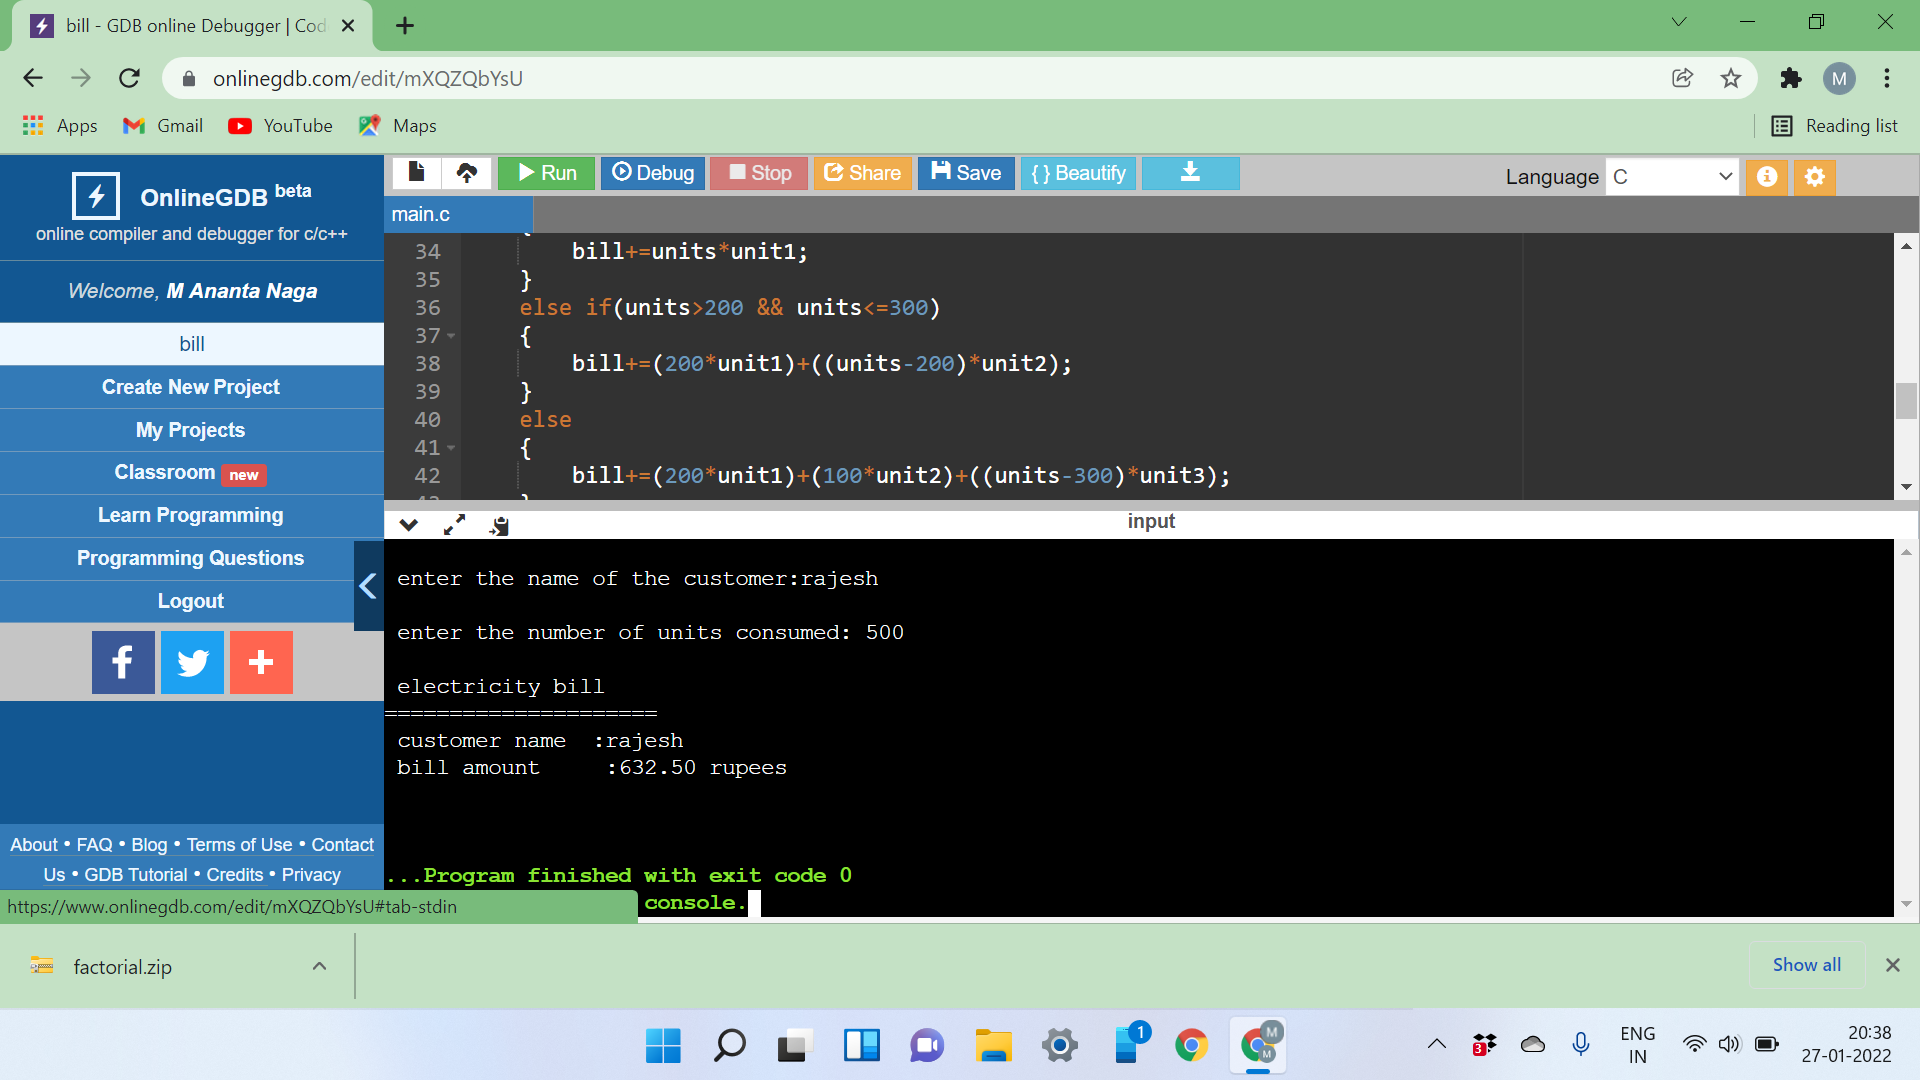 bill - GDB online Debugger | Cod
onlinegdb.com/edit/mXQZQbYsU
M
Apps
Gmail
YouTube
Maps
Reading list
OnlineGDB beta
online compiler and debugger for c/c++
Welcome, M Ananta Naga
bill
Create New Project
My Projects
Classroom new
Learn Programming
Programming Questions
Logout
About • FAQ • Blog • Terms of Use • Contact
Us • GDB Tutorial • Credits • Privacy
https://www.onlinegdb.com/edit/mXQZQbYsU#tab-stdin
Run
Debug
Stop
Share
Save
{ } Beautify
Language C
main.c
34 bill+=units*unit1;
35 }
36 else if(units>200 && units<=300)
37 {
38 bill+=(200*unit1)+((units-200)*unit2);
39 }
40 else
41 {
42 bill+=(200*unit1)+(100*unit2)+((units-300)*unit3);
input
enter the name of the customer:rajesh
enter the number of units consumed: 500
electricity bill
=====================
customer name :rajesh
bill amount :632.50 rupees
...Program finished with exit code 0
console.
factorial.zip
Show all
1
M
M
3
ENG
IN
20:38
27-01-2022